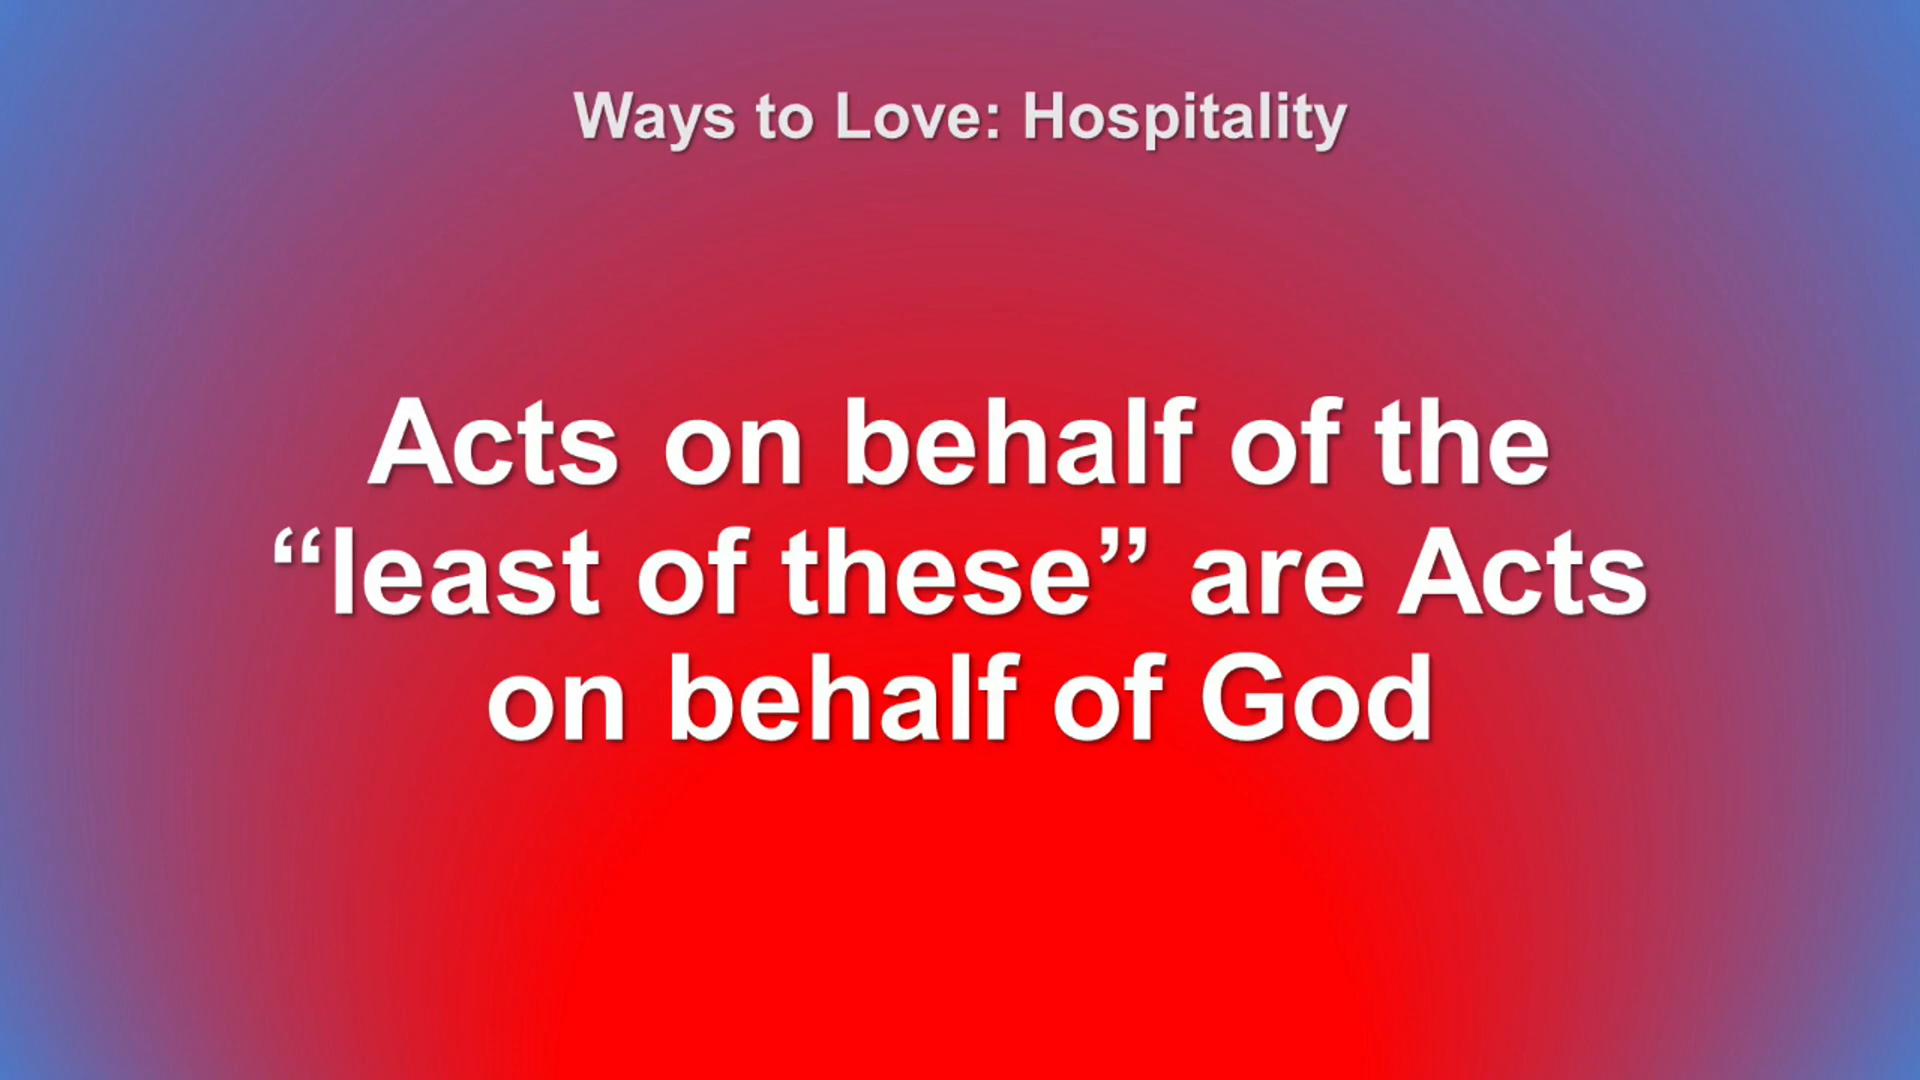 Ways to Love: Hospitality
Acts on behalf of the
“least of these” are Acts
on behalf of God